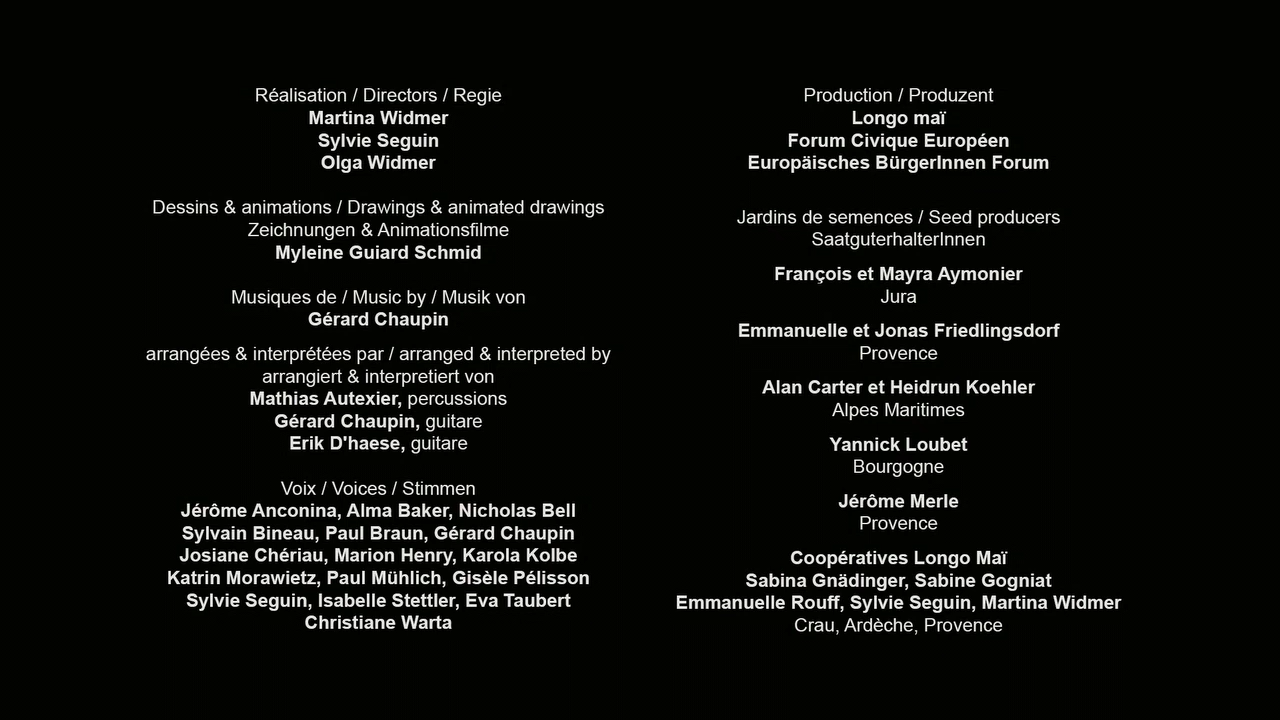 Réalisation / Directors / Regie
Martina Widmer
Sylvie Seguin
Olga Widmer
Dessins & animations / Drawings & animated drawings
Zeichnungen & Animationsfilme
Myleine Guiard Schmid
Musiques de / Music by / Musik von
Gérard Chaupin
arrangées & interprétées par / arranged & interpreted by
arrangiert & interpretiert von
Mathias Autexier, percussions
Gérard Chaupin, guitare
Erik D'haese, guitare
Voix / Voices / Stimmen
Jérôme Anconina, Alma Baker, Nicholas Bell
Sylvain Bineau, Paul Braun, Gérard Chaupin
Josiane Chériau, Marion Henry, Karola Kolbe
Katrin Morawietz, Paul Mühlich, Gisèle Pélisson
Sylvie Seguin, Isabelle Stettler, Eva Taubert
Christiane Warta
Production / Produzent
Longo maï
Forum Civique Européen
Europäisches BürgerInnen Forum
Jardins de semences / Seed producers
SaatguterhalterInnen
François et Mayra Aymonier
Jura
Emmanuelle et Jonas Friedlingsdorf
Provence
Alan Carter et Heidrun Koehler
Alpes Maritimes
Yannick Loubet
Bourgogne
Jérôme Merle
Provence
Coopératives Longo Maï
Sabina Gnädinger, Sabine Gogniat
Emmanuelle Rouff, Sylvie Seguin, Martina Widmer
Crau, Ardèche, Provence